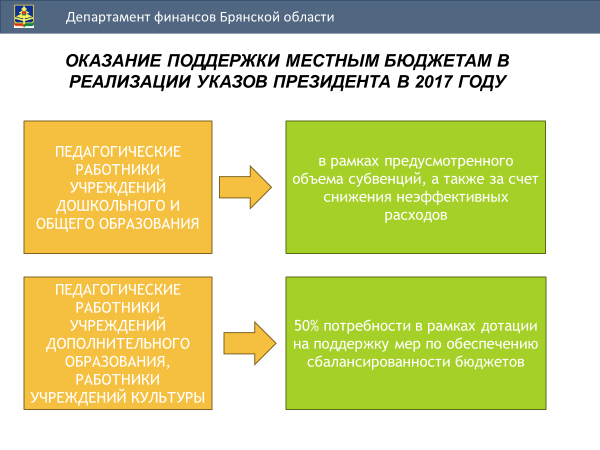 Департамент финансов Брянской области
ОКАЗАНИЕ ПОДДЕРЖКИ МЕСТНЫМ БЮДЖЕТАМ В
РЕАЛИЗАЦИИ УКАЗОВ ПРЕЗИДЕНТА В 2017 ГОДУ
ПЕДАГОГИЧЕСКИЕ
РАБОТНИКИ
УЧРЕЖДЕНИЙ
ДОШКОЛЬНОГО И
ОБЩЕГО ОБРАЗОВАНИЯ
в рамках предусмотренного
объема субвенций, а также за счет
снижения неэффективных
расходов
ПЕДАГОГИЧЕСКИЕ
РАБОТНИКИ
УЧРЕЖДЕНИЙ
ДОПОЛНИТЕЛЬНОГО
ОБРАЗОВАНИЯ,
РАБОТНИКИ
УЧРЕЖДЕНИЙ КУЛЬТУРЫ
50% потребности в рамках дотации
на поддержку мер по обеспечению
сбалансированности бюджетов